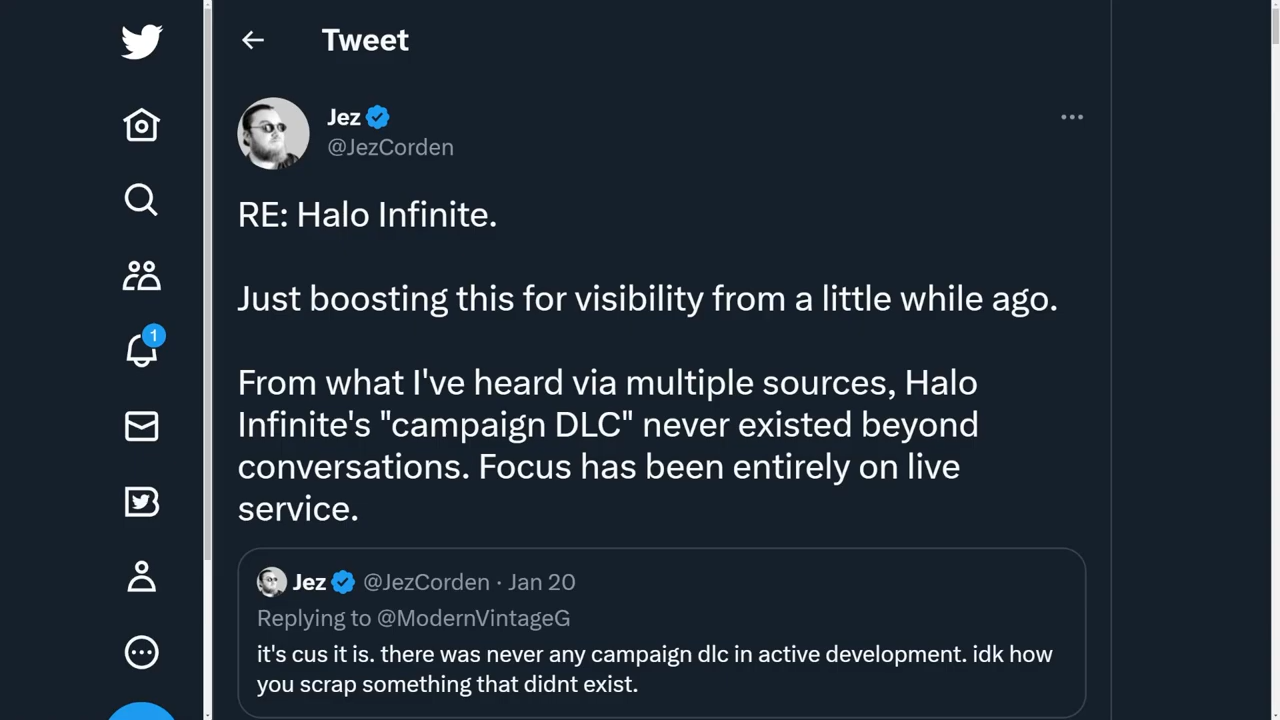 Tweet
Jez
@JezCorden
RE: Halo Infinite.
Just boosting this for visibility from a little while ago.
From what I've heard via multiple sources, Halo
Infinite's "campaign DLC" never existed beyond
conversations. Focus has been entirely on live
service.
1
Jez @JezCorden · Jan 20
Replying to @ModernVintageG
it's cus it is. there was never any campaign dlc in active development. idk how
you scrap something that didnt exist.